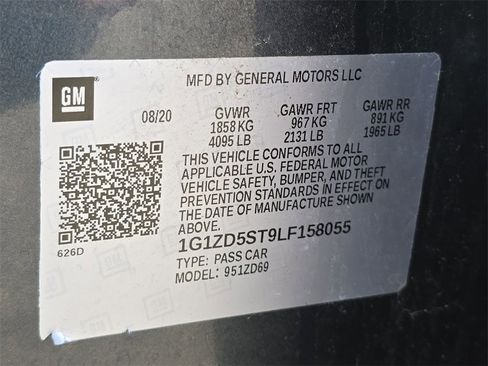 GM
MFD BY GENERAL MOTORS LLC
08/20 GVWR GAWR FRT GAWR RR
1858 KG 967 KG 891 KG
4095 LB 2131 LB 1965 LB
THIS VEHICLE CONFORMS TO ALL
APPLICABLE U.S. FEDERAL MOTOR
VEHICLE SAFETY, BUMPER, AND THEFT
PREVENTION STANDARDS IN EFFECT ON
THE DATE OF MANUFACTURE SHOWN
ABOVE.
626D
1G1ZD5ST9LF158055
TYPE: PASS CAR
MODEL: 951ZD69